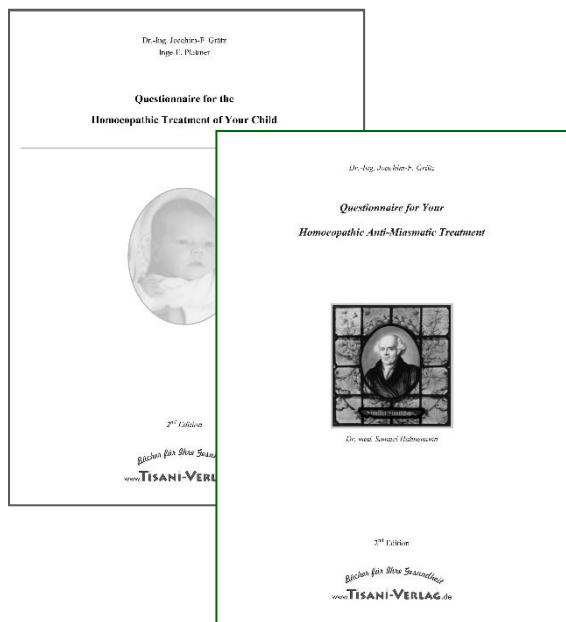 Dr.-Ing. Joachim-F. Grätz
Inge-E. Platner
Questionnaire for the
Homoeopathic Treatment of Your Child
2nd Edition
Bücher für Ihre
www.TISANI-VERL
Dr.-Ing. Joachim-F. Grätz
Questionnaire for Your
Homoeopathic Anti-Miasmatic Treatment
Dr. med. Samuel Hahnemann
2nd Edition
Bücher für Ihre Gesundheit
www.TISANI-VERLAG.de